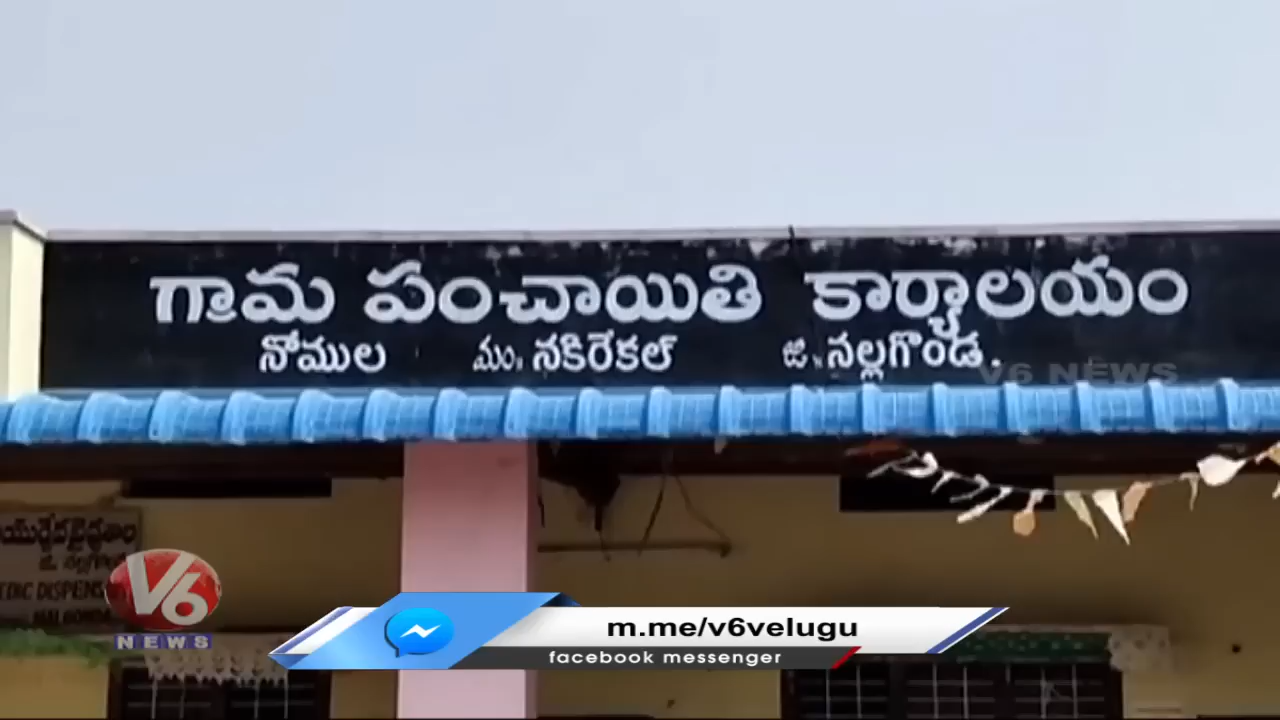 గ్రామ పంచాయితి కార్యాలయం
నోముల మం. నకిరేకల్ జి. నల్లగొండ.
V6 NEWS
V6
NEWS
m.me/v6velugu
facebook messenger